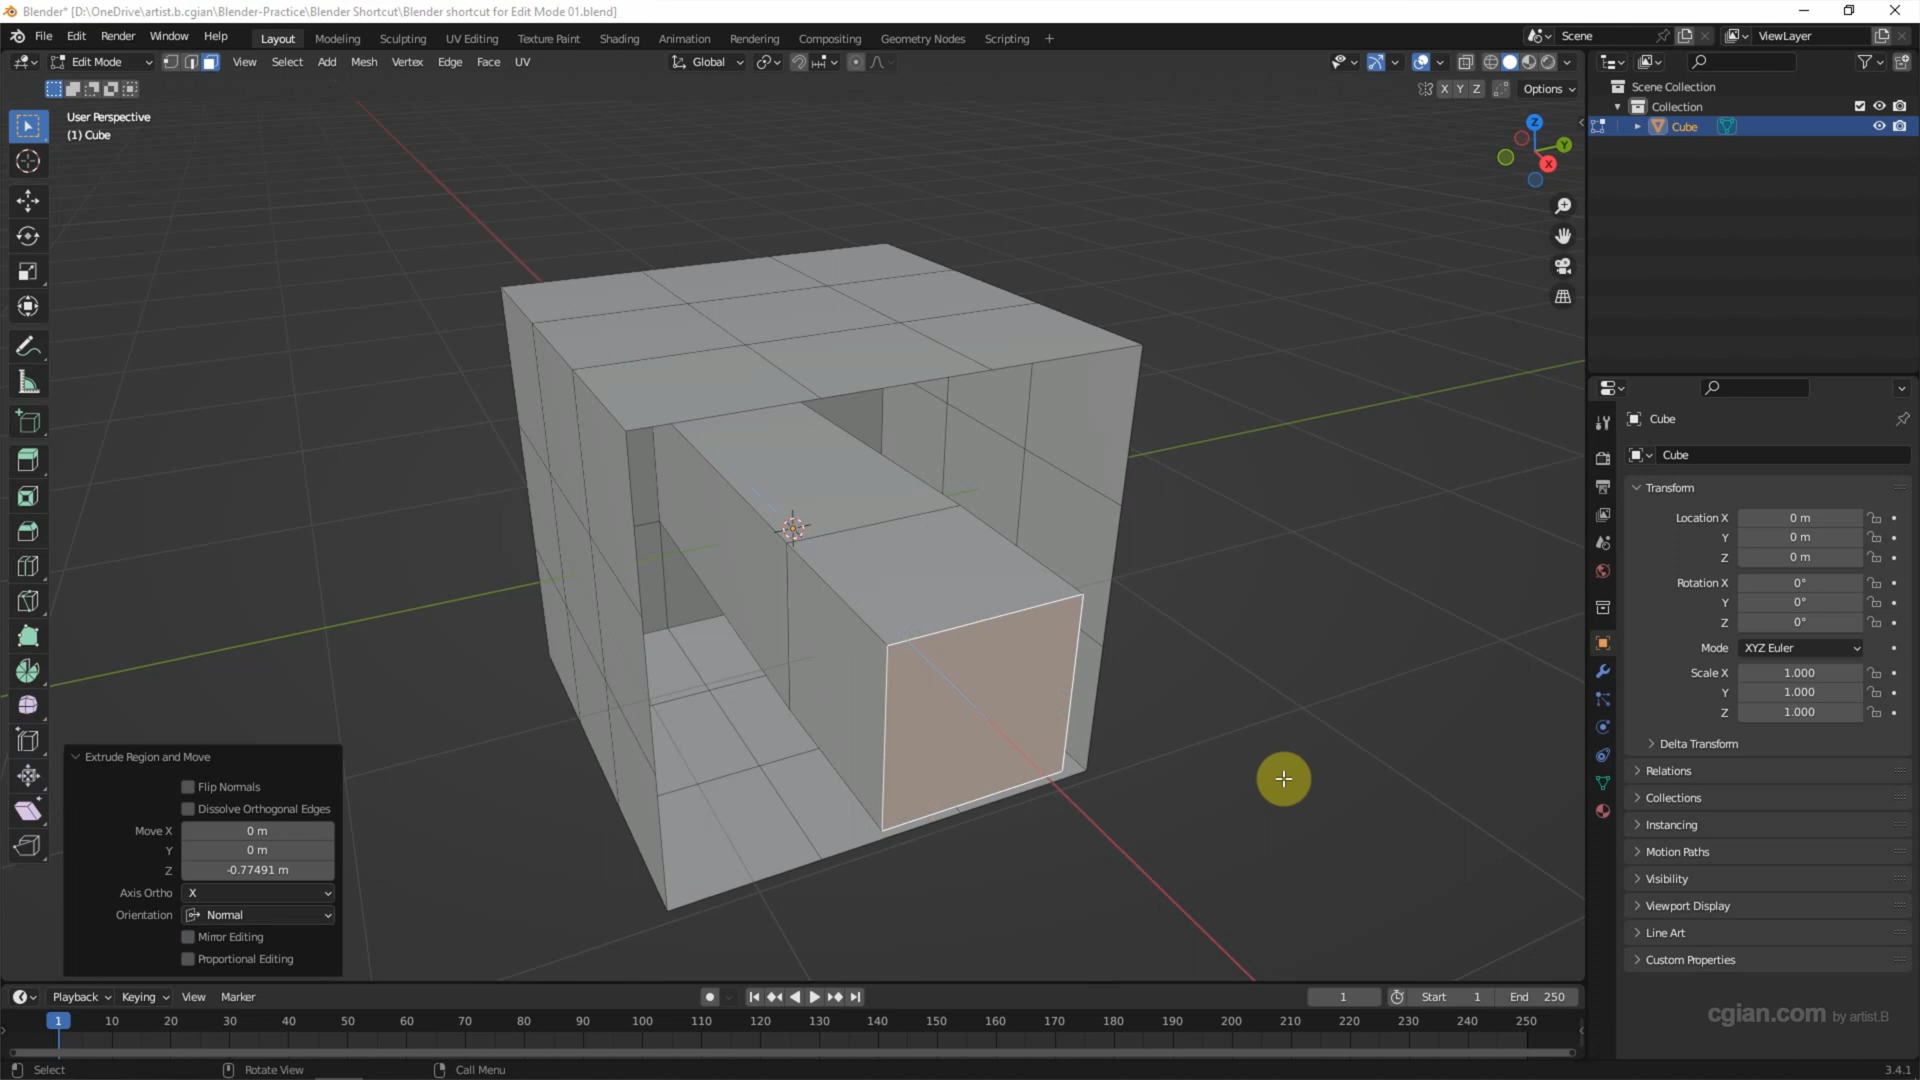 Blender* [D:\OneDrive\artist.b.cgian\Blender-Practice\Blender Shortcut\Blender shortcut for Edit Mode 01.blend]
File Edit Render Window Help Layout Modeling Sculpting UV Editing Texture Paint Shading Animation Rendering Compositing Geometry Nodes Scripting + Scene ViewLayer
Edit Mode View Select Add Mesh Vertex Edge Face UV Global
X Y Z Options
User Perspective
(1) Cube
Z
Y
X
Scene Collection
Collection
Cube
Cube
Cube
Transform
Location X 0 m
Y 0 m
Z 0 m
Rotation X 0°
Y 0°
Z 0°
Mode XYZ Euler
Scale X 1.000
Y 1.000
Z 1.000
Delta Transform
Relations
Collections
Instancing
Motion Paths
Visibility
Viewport Display
Line Art
Custom Properties
Extrude Region and Move
Flip Normals
Dissolve Orthogonal Edges
Move X 0 m
Y 0 m
Z -0.77491 m
Axis Ortho X
Orientation Normal
Mirror Editing
Proportional Editing
Playback Keying View Marker 1 Start 1 End 250
1 10 20 30 40 50 60 70 80 90 100 110 120 130 140 150 160 170 180 190 200 210 220 230 240 250
cgian.com by artist.B
Select Rotate View Call Menu 3.4.1